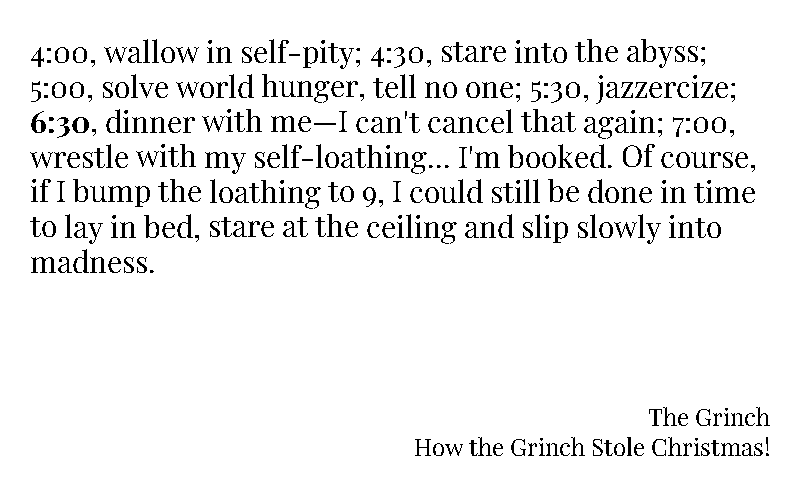 4:00, wallow in self-pity; 4:30, stare into the abyss;
5:00, solve world hunger, tell no one; 5:30, jazzercize;
6:30, dinner with me—I can't cancel that again; 7:00,
wrestle with my self-loathing... I'm booked. Of course,
if I bump the loathing to 9, I could still be done in time
to lay in bed, stare at the ceiling and slip slowly into
madness.
The Grinch
How the Grinch Stole Christmas!